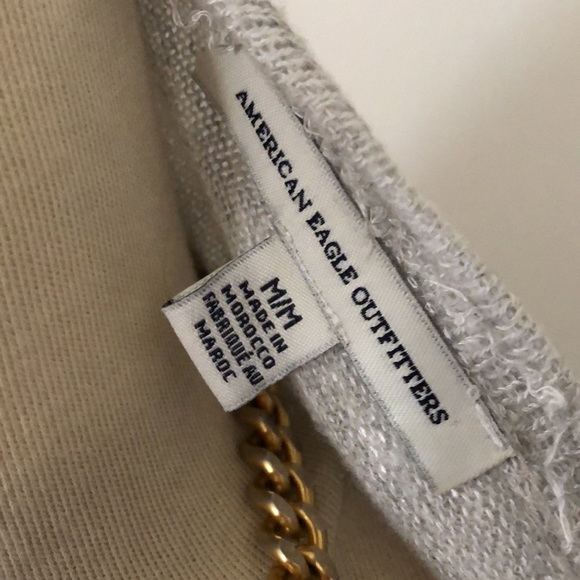 AMERICAN EAGLE OUTFITTERS
M/M
MADE IN
MOROCCO
FABRIQUÉ AU
MAROC